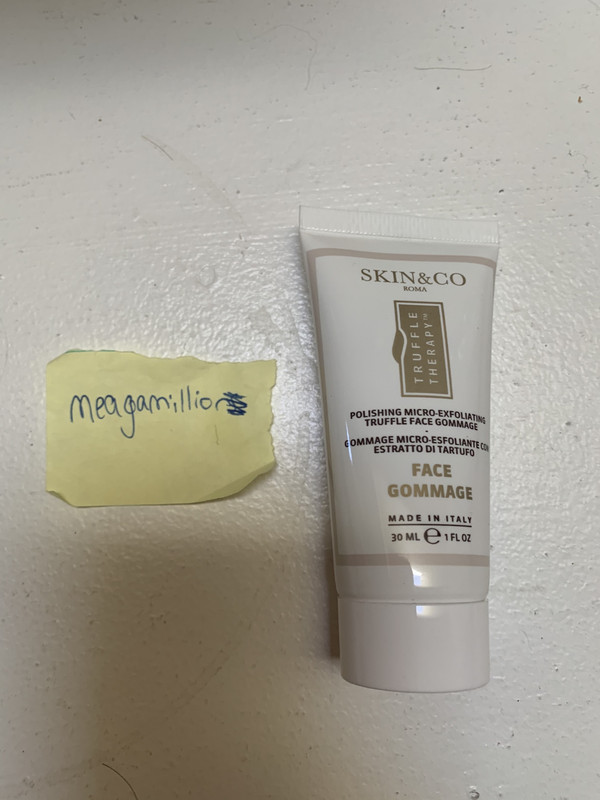 meagamillion
SKIN&CO
ROMA
TRUFFLE
THERAPY™
POLISHING MICRO-EXFOLIATING
TRUFFLE FACE GOMMAGE
-
GOMMAGE MICRO-ESFOLIANTE CON
ESTRATTO DI TARTUFO
FACE
GOMMAGE
MADE IN ITALY
30 ML ℮ 1 FL OZ